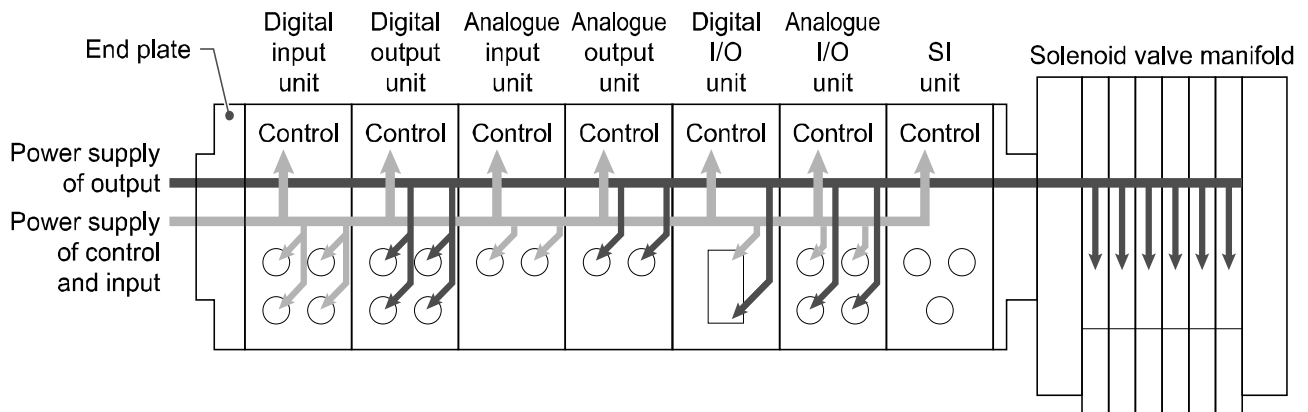 End plate
Digital
input
unit
Digital
output
unit
Analogue
input
unit
Analogue
output
unit
Digital
I/O
unit
Analogue
I/O
unit
SI
unit
Solenoid valve manifold
Control
Control
Control
Control
Control
Control
Control
Power supply
of output
Power supply
of control
and input